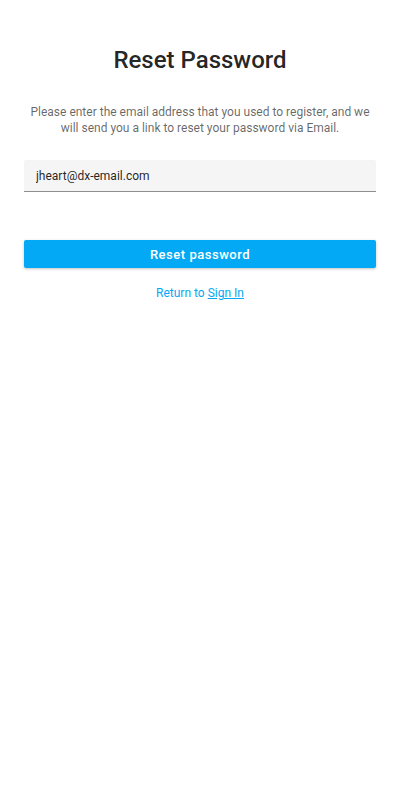 Reset Password
Please enter the email address that you used to register, and we
will send you a link to reset your password via Email.
jheart@dx-email.com
Reset password
Return to Sign In